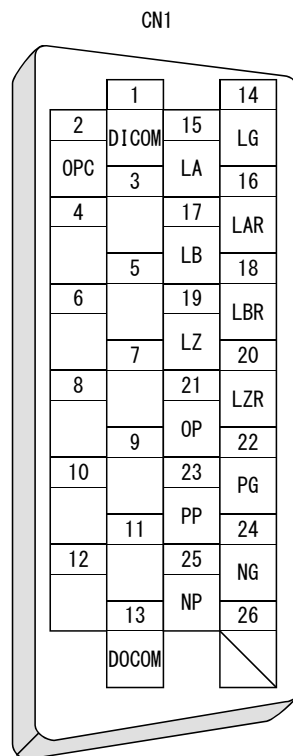 CN1
1 14
2 DICOM 15 LG
OPC 3 LA 16
4 17 LAR
5 LB 18
6 19 LBR
7 LZ 20
8 21 LZR
9 OP 22
10 23 PG
11 PP 24
12 25 NG
13 NP 26
DOCOM